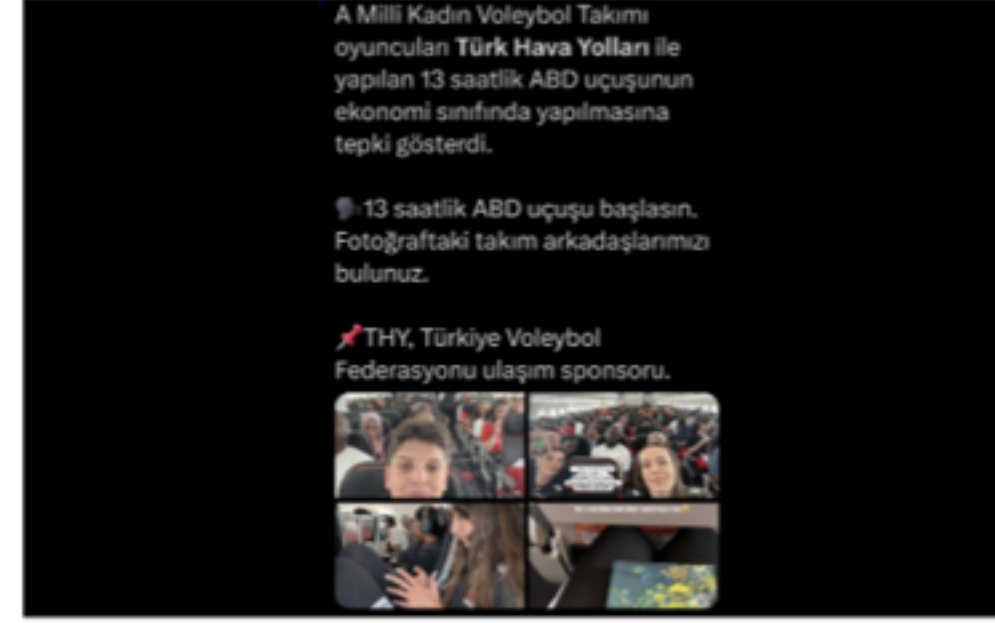 A Milli Kadın Voleybol Takımı
oyuncuları Türk Hava Yolları ile
yapılan 13 saatlik ABD uçuşunun
ekonomi sınıfında yapılmasına
tepki gösterdi.
13 saatlik ABD uçuşu başlasın.
Fotoğraftaki takım arkadaşlarımızı
bulunuz.
THY, Türkiye Voleybol
Federasyonu ulaşım sponsoru.